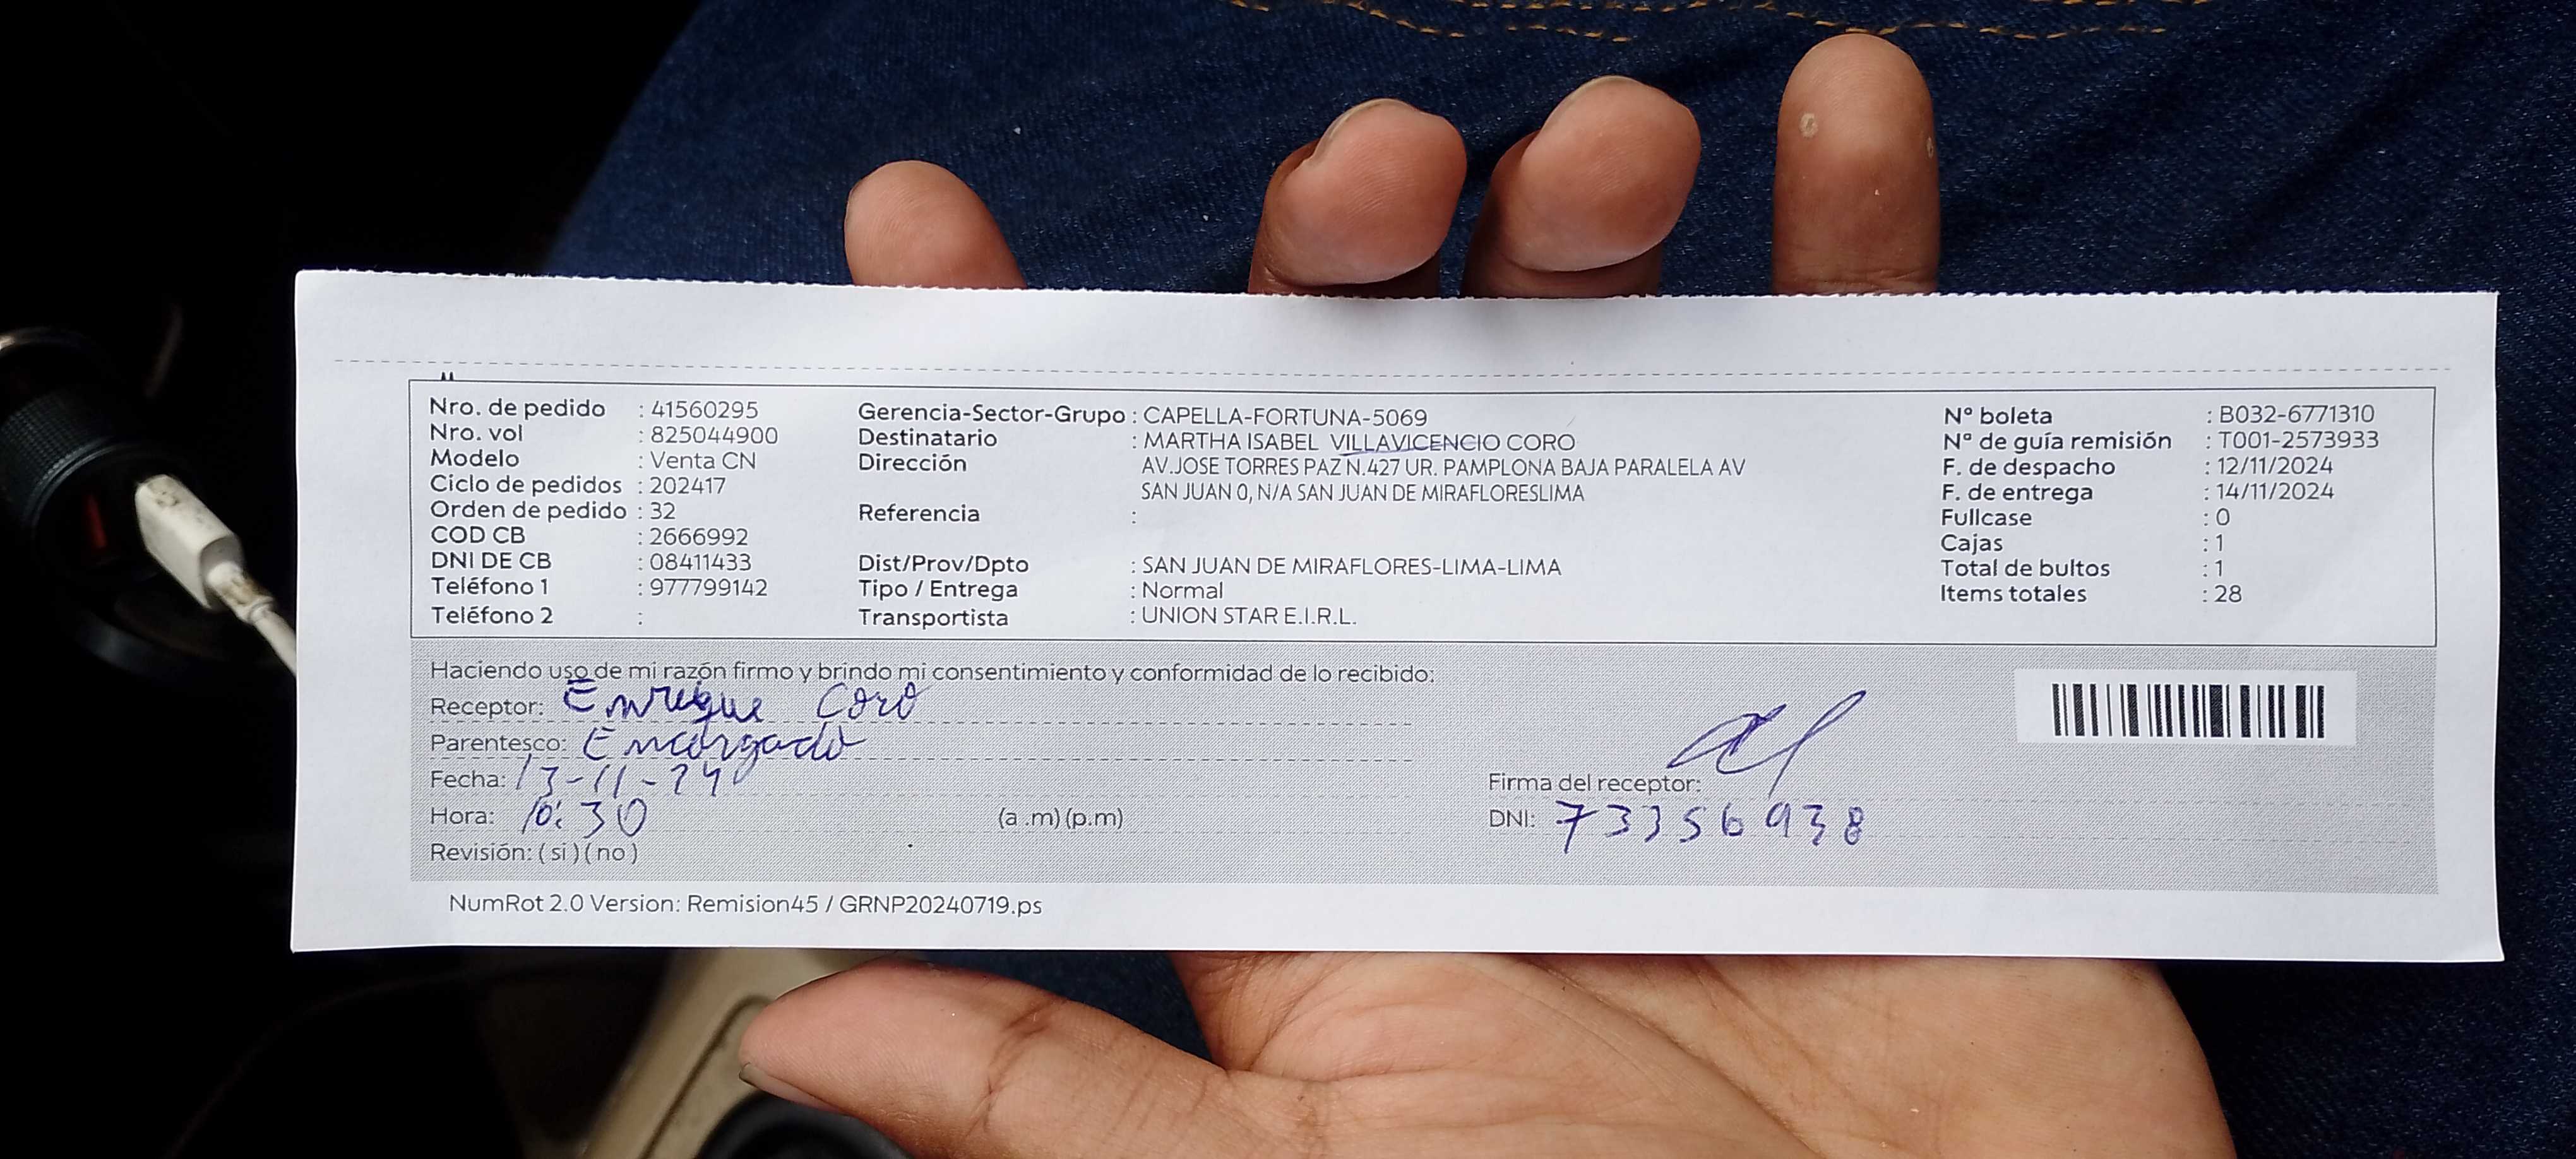 Nro. de pedido : 41560295
Nro. vol : 825044900
Modelo : Venta CN
Ciclo de pedidos : 202417
Orden de pedido : 32
COD CB : 2666992
DNI DE CB : 08411433
Teléfono 1 : 977799142
Teléfono 2 :
Gerencia-Sector-Grupo : CAPELLA-FORTUNA-5069
Destinatario : MARTHA ISABEL VILLAVICENCIO CORO
Dirección AV.JOSE TORRES PAZ N.427 UR. PAMPLONA BAJA PARALELA AV
SAN JUAN 0, N/A SAN JUAN DE MIRAFLORESLIMA
Referencia :
Dist/Prov/Dpto : SAN JUAN DE MIRAFLORES-LIMA-LIMA
Tipo / Entrega : Normal
Transportista : UNION STAR E.I.R.L.
Nº boleta : B032-6771310
Nº de guía remisión : T001-2573933
F. de despacho : 12/11/2024
F. de entrega : 14/11/2024
Fullcase : 0
Cajas : 1
Total de bultos : 1
Items totales : 28
Haciendo uso de mi razón firmo y brindo mi consentimiento y conformidad de lo recibido:
Receptor: Enrique Coro
Parentesco: Encargado
Fecha: 13-11-24
Hora: 10:30 (a .m) (p.m)
Revisión: ( si ) ( no )
Firma del receptor:
DNI: 73356938
NumRot 2.0 Version: Remision45 / GRNP20240719.ps